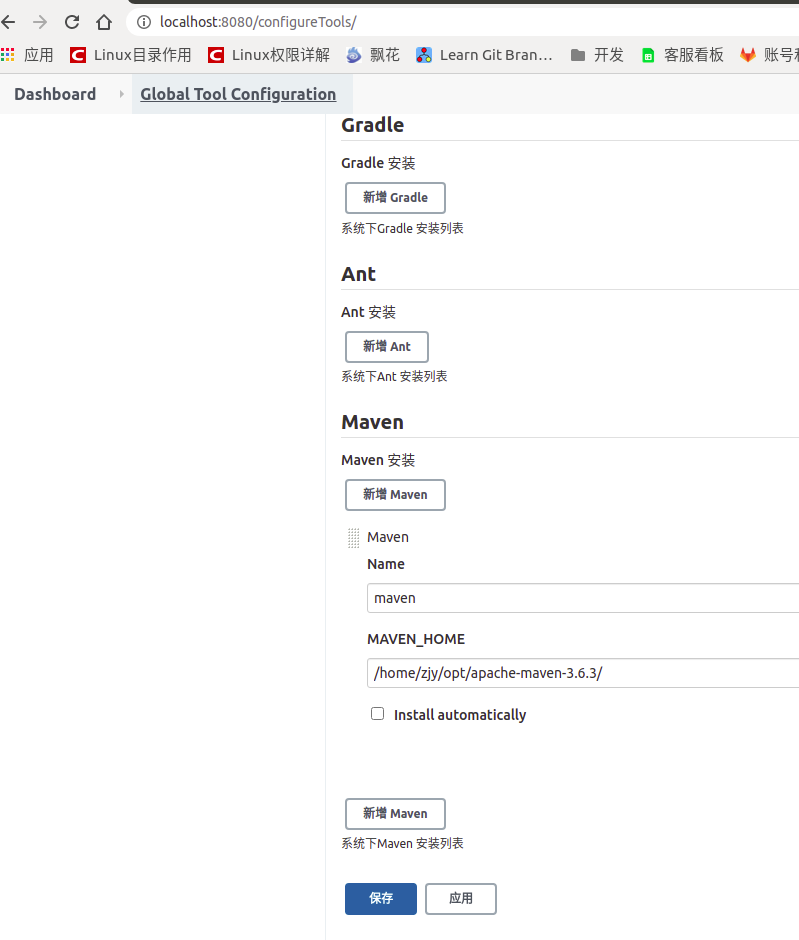 localhost:8080/configureTools/
应用 Linux目录作用 Linux权限详解 飘花 Learn Git Bran... 开发 客服看板 账号和
Dashboard Global Tool Configuration
Gradle
Gradle 安装
新增 Gradle
系统下Gradle 安装列表
Ant
Ant 安装
新增 Ant
系统下Ant 安装列表
Maven
Maven 安装
新增 Maven
Maven
Name
maven
MAVEN_HOME
/home/zjy/opt/apache-maven-3.6.3/
Install automatically
新增 Maven
系统下Maven 安装列表
保存 应用